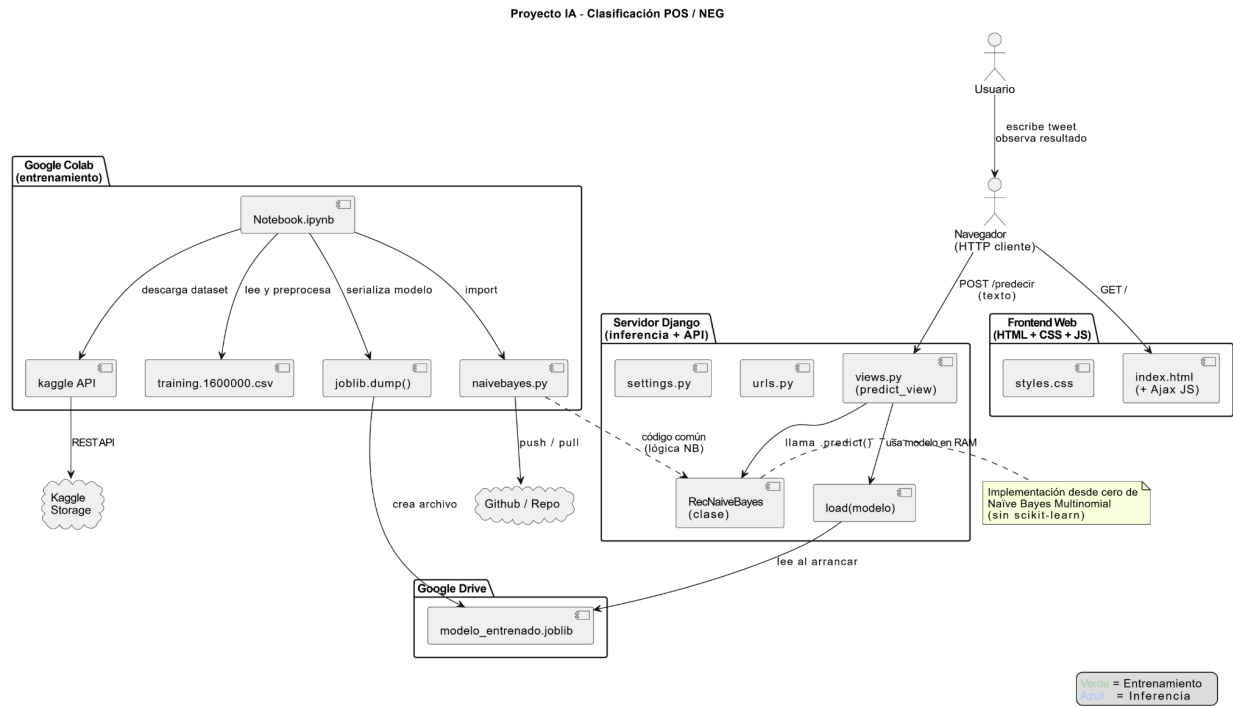 Proyecto IA - Clasificación POS / NEG
Usuario
escribe tweet
observa resultado
Navegador
(HTTP cliente)
POST /predecir
(texto)
GET /
Google Colab
(entrenamiento)
Notebook.ipynb
descarga dataset
lee y preprocesa
serializa modelo
import
kaggle API
training.1600000.csv
joblib.dump()
naivebayes.py
REST API
Kaggle
Storage
push / pull
Github / Repo
crea archivo
código común
(lógica NB)
Servidor Django
(inferencia + API)
settings.py
urls.py
views.py
(predict_view)
llama .predict()
usa modelo en RAM
RecNaiveBayes
(clase)
load(modelo)
lee al arrancar
Frontend Web
(HTML + CSS + JS)
styles.css
index.html
(+ Ajax JS)
Implementación desde cero de
Naïve Bayes Multinomial
(sin scikit-learn)
Google Drive
modelo_entrenado.joblib
Verde = Entrenamiento
Azul = Inferencia